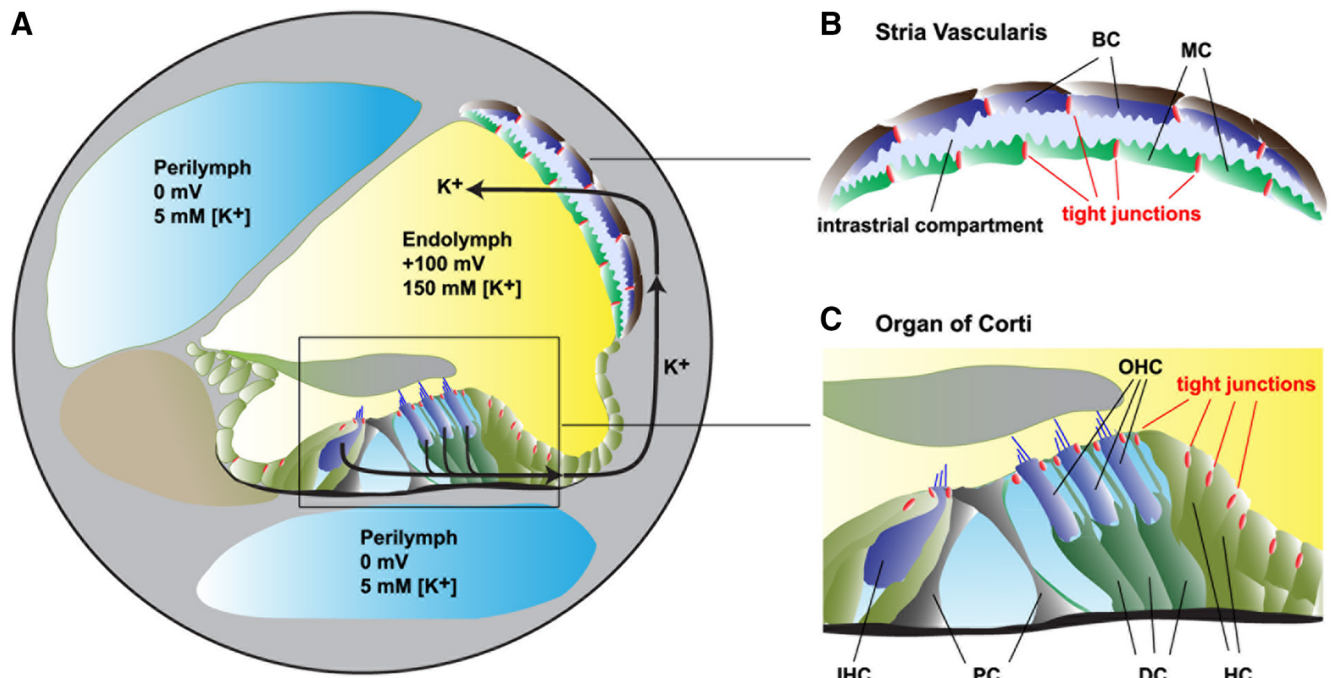 A
Perilymph
0 mV
5 mM [K+]
K+
Endolymph
+100 mV
150 mM [K+]
K+
Perilymph
0 mV
5 mM [K+]
B
Stria Vascularis
BC
MC
intrastrial compartment
tight junctions
C
Organ of Corti
OHC
tight junctions
IHC
PC
DC
HC